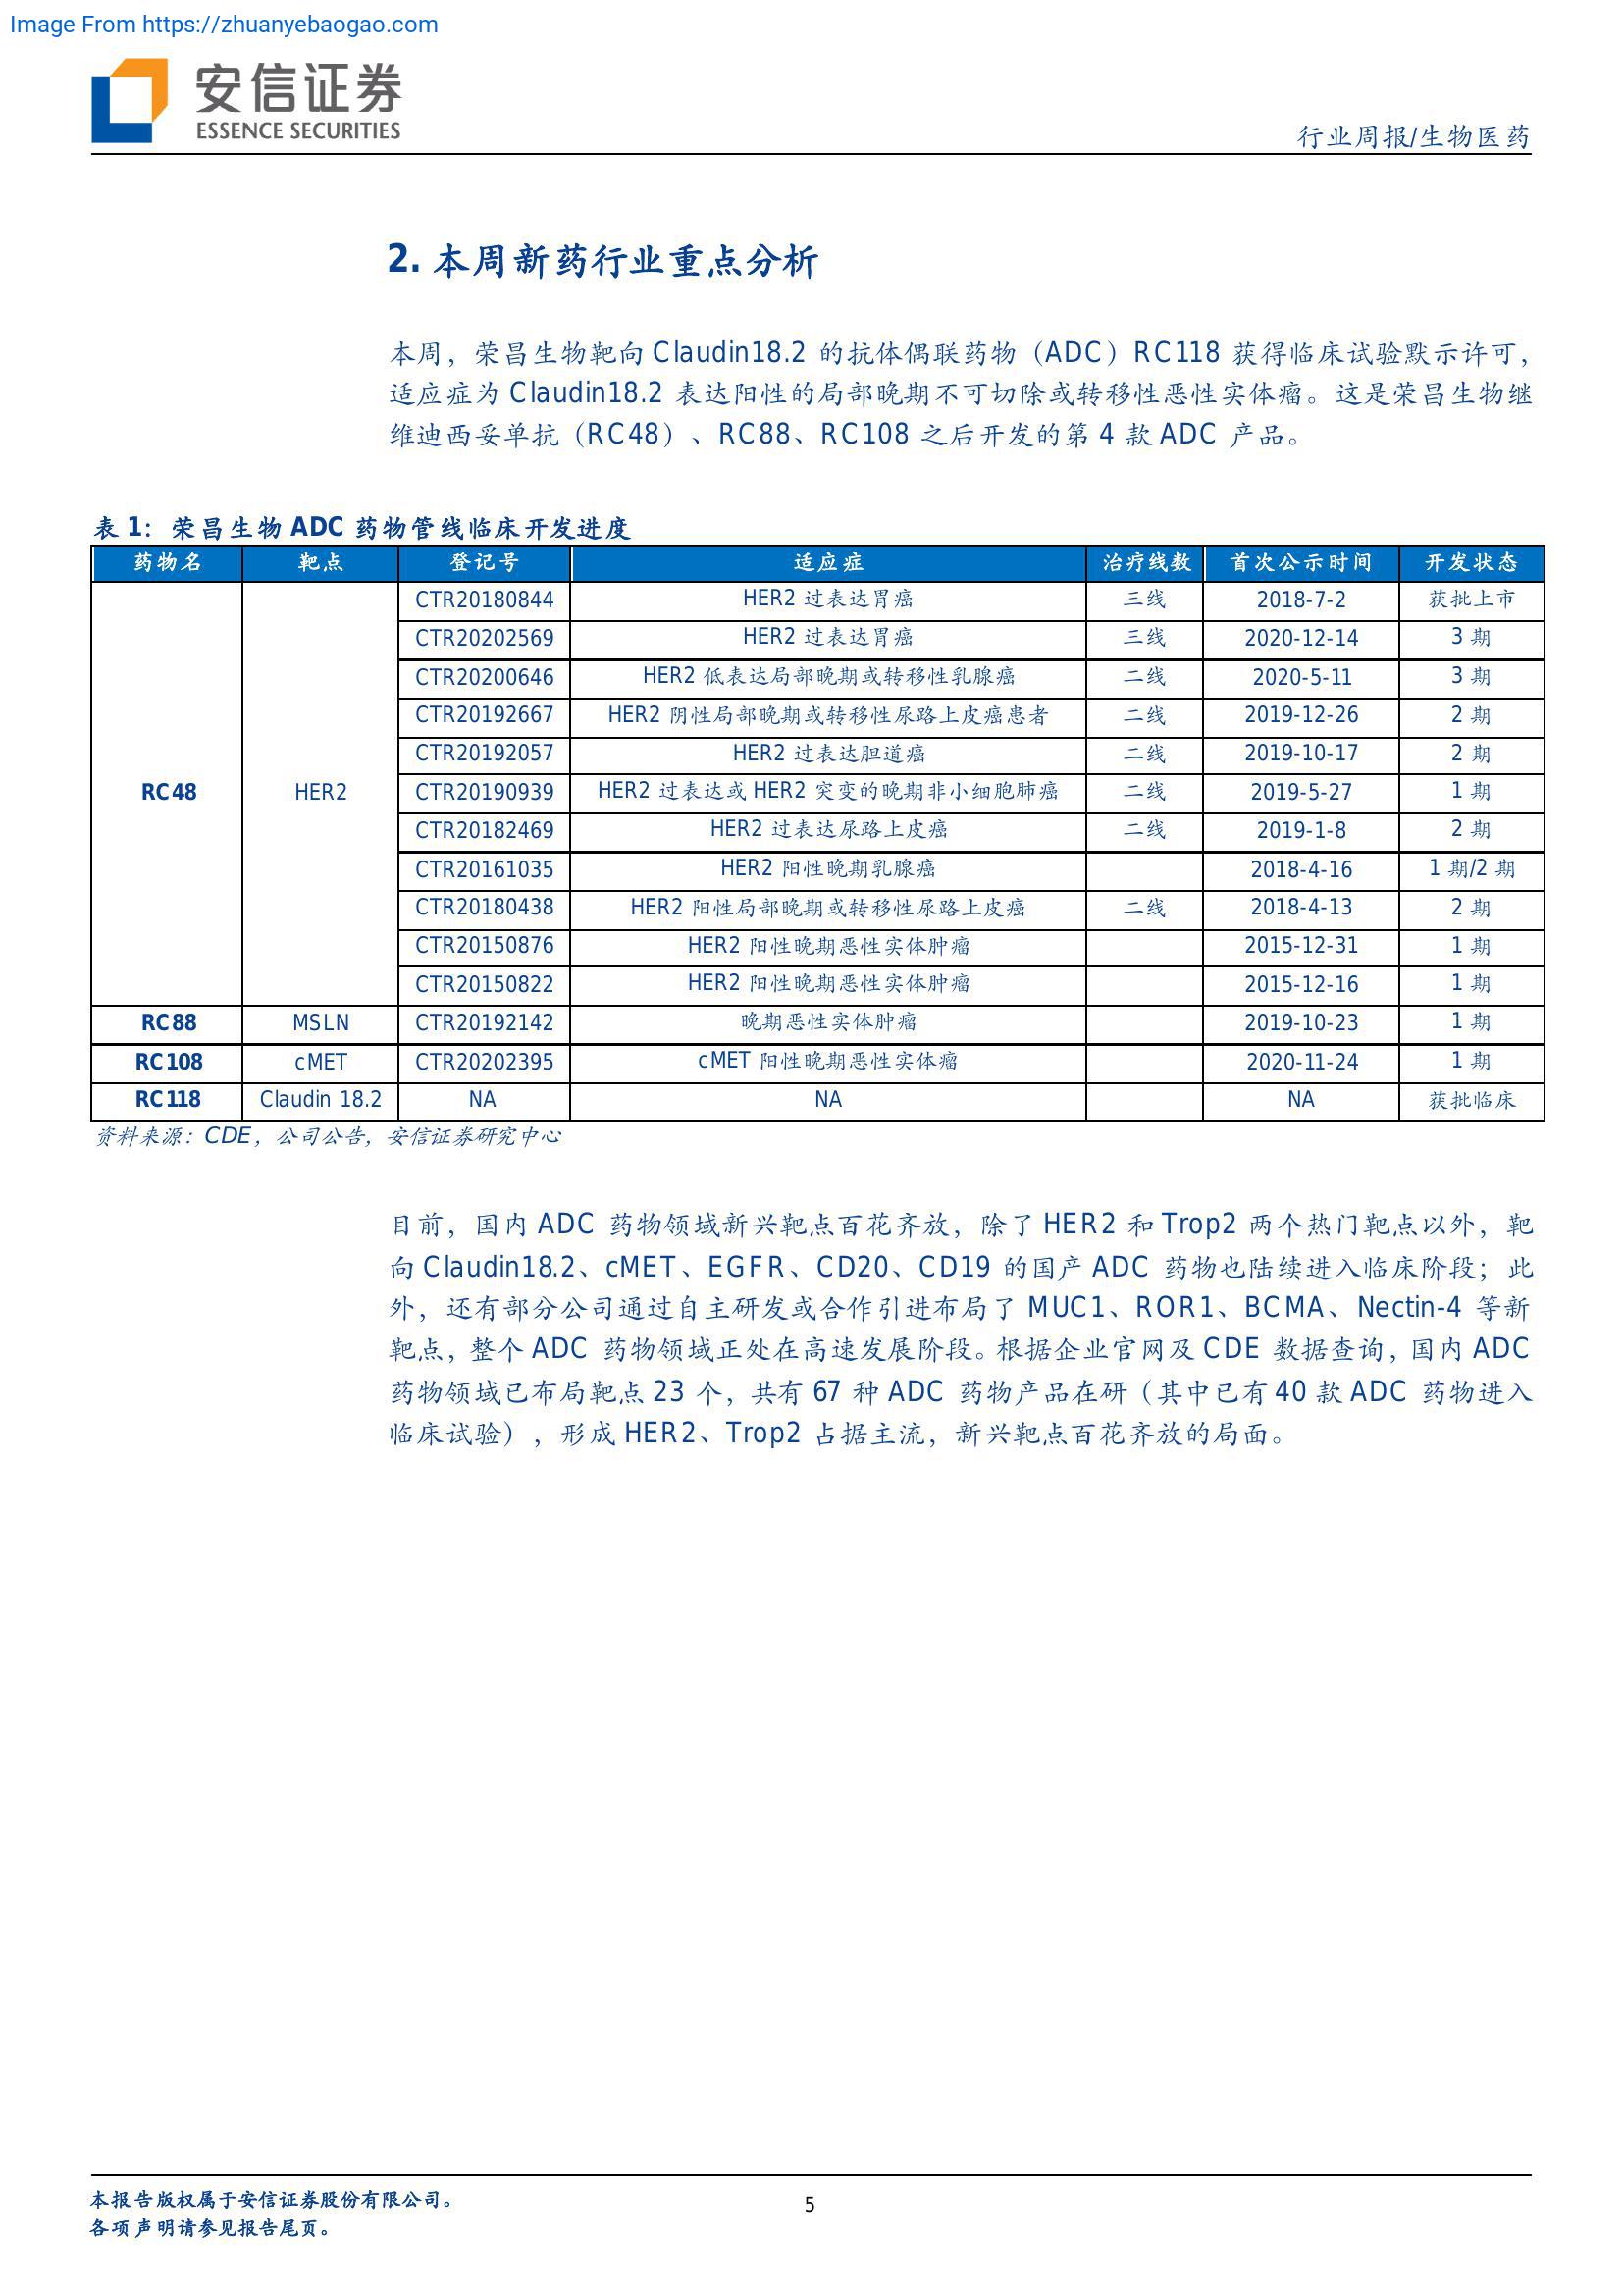 Image From https://zhuanyebaogao.com
安信证券
ESSENCE SECURITIES
行业周报/生物医药
2. 本周新药行业重点分析
本周，荣昌生物靶向 Claudin18.2 的抗体偶联药物（ADC）RC118 获得临床试验默示许可，
适应症为 Claudin18.2 表达阳性的局部晚期不可切除或转移性恶性实体瘤。这是荣昌生物继
维迪西妥单抗（RC48）、RC88、RC108 之后开发的第 4 款 ADC 产品。
表 1：荣昌生物 ADC 药物管线临床开发进度
药物名 靶点 登记号 适应症 治疗线数 首次公示时间 开发状态
CTR20180844 HER2 过表达胃癌 三线 2018-7-2 获批上市
CTR20202569 HER2 过表达胃癌 三线 2020-12-14 3 期
CTR20200646 HER2 低表达局部晚期或转移性乳腺癌 二线 2020-5-11 3 期
CTR20192667 HER2 阴性局部晚期或转移性尿路上皮癌患者 二线 2019-12-26 2 期
CTR20192057 HER2 过表达胆道癌 二线 2019-10-17 2 期
RC48 HER2 CTR20190939 HER2 过表达或 HER2 突变的晚期非小细胞肺癌 二线 2019-5-27 1 期
CTR20182469 HER2 过表达尿路上皮癌 二线 2019-1-8 2 期
CTR20161035 HER2 阳性晚期乳腺癌 2018-4-16 1 期/2 期
CTR20180438 HER2 阳性局部晚期或转移性尿路上皮癌 二线 2018-4-13 2 期
CTR20150876 HER2 阳性晚期恶性实体肿瘤 2015-12-31 1 期
CTR20150822 HER2 阳性晚期恶性实体肿瘤 2015-12-16 1 期
RC88 MSLN CTR20192142 晚期恶性实体肿瘤 2019-10-23 1 期
RC108 cMET CTR20202395 cMET 阳性晚期恶性实体瘤 2020-11-24 1 期
RC118 Claudin 18.2 NA NA NA 获批临床
资料来源：CDE，公司公告，安信证券研究中心
目前，国内 ADC 药物领域新兴靶点百花齐放，除了 HER2 和 Trop2 两个热门靶点以外，靶
向 Claudin18.2、cMET、EGFR、CD20、CD19 的国产 ADC 药物也陆续进入临床阶段；此
外，还有部分公司通过自主研发或合作引进布局了 MUC1、ROR1、BCMA、Nectin-4 等新
靶点，整个 ADC 药物领域正处在高速发展阶段。根据企业官网及 CDE 数据查询，国内 ADC
药物领域已布局靶点 23 个，共有 67 种 ADC 药物产品在研（其中已有 40 款 ADC 药物进入
临床试验），形成 HER2、Trop2 占据主流，新兴靶点百花齐放的局面。
本报告版权属于安信证券股份有限公司。
5
各项声明请参见报告尾页。